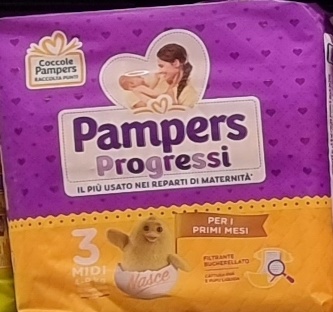 Coccole
Pampers
RACCOLTA PUNTI
Pampers
Progressi
IL PIÙ USATO NEI REPARTI DI MATERNITÀ*
PER I
PRIMI MESI
3
MIDI
FILTRANTE
BUCHERELLATO
Nasce